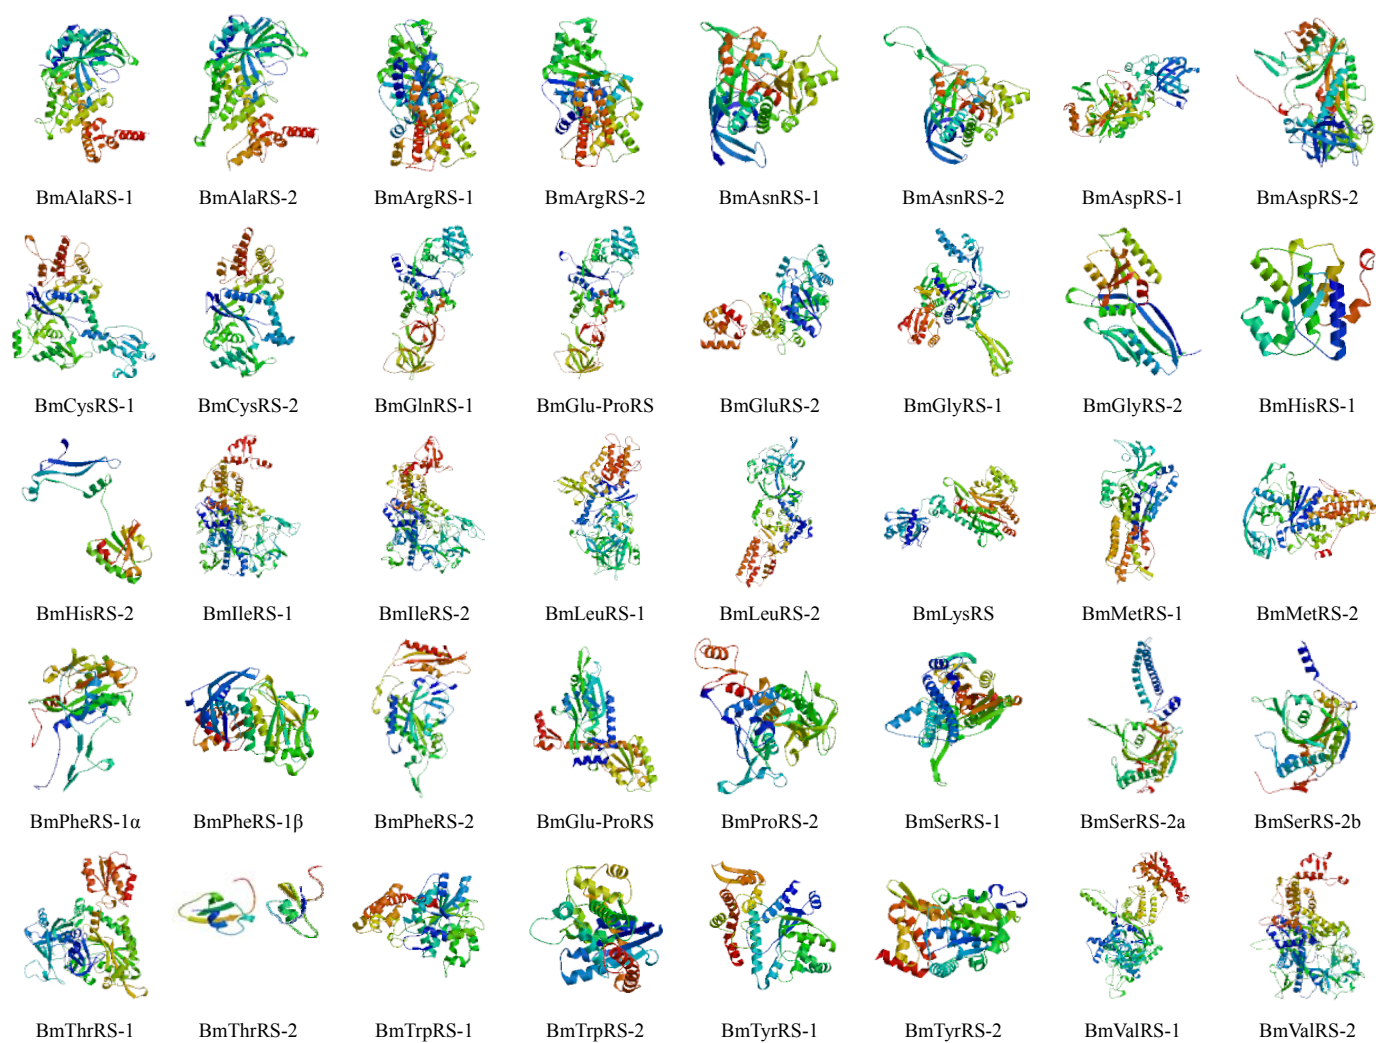 BmAlaRS-1 BmAlaRS-2 BmArgRS-1 BmArgRS-2 BmAsnRS-1 BmAsnRS-2 BmAspRS-1 BmAspRS-2
BmCysRS-1 BmCysRS-2 BmGlnRS-1 BmGlu-ProRS BmGluRS-2 BmGlyRS-1 BmGlyRS-2 BmHisRS-1
BmHisRS-2 BmIleRS-1 BmIleRS-2 BmLeuRS-1 BmLeuRS-2 BmLysRS BmMetRS-1 BmMetRS-2
BmPheRS-1α BmPheRS-1β BmPheRS-2 BmGlu-ProRS BmProRS-2 BmSerRS-1 BmSerRS-2a BmSerRS-2b
BmThrRS-1 BmThrRS-2 BmTrpRS-1 BmTrpRS-2 BmTyrRS-1 BmTyrRS-2 BmValRS-1 BmValRS-2